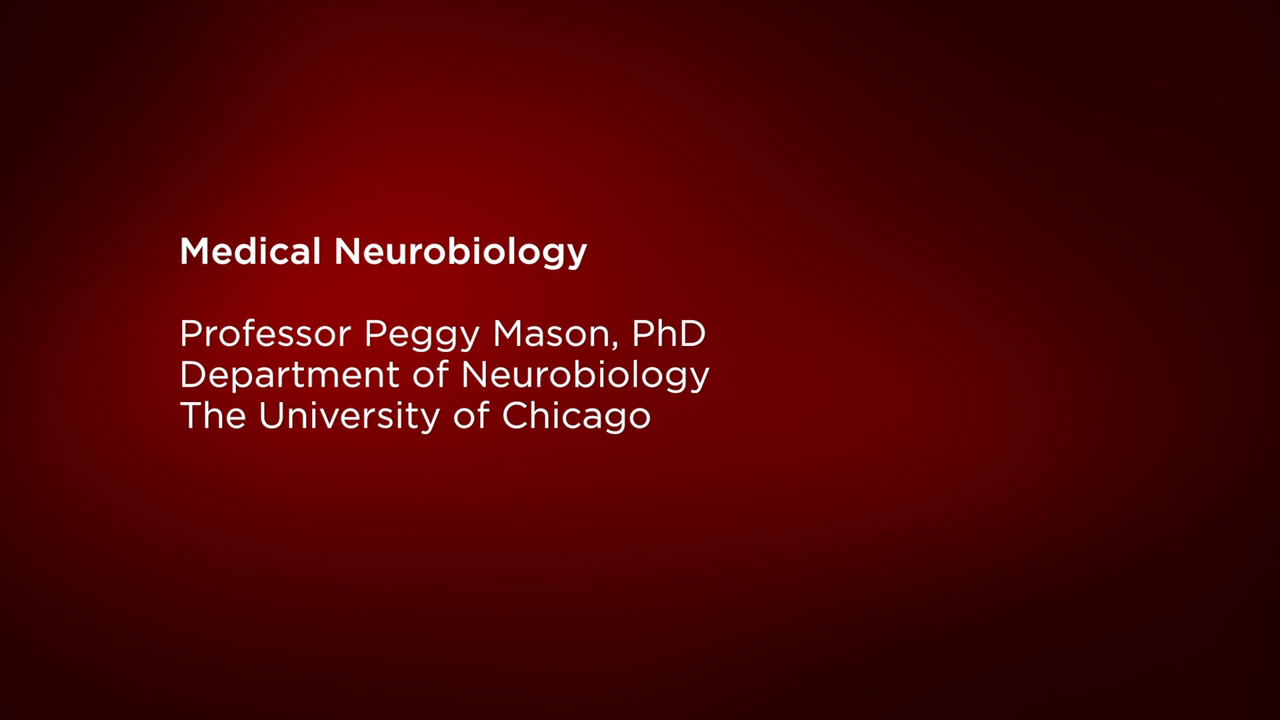 Medical Neurobiology
Professor Peggy Mason, PhD
Department of Neurobiology
The University of Chicago